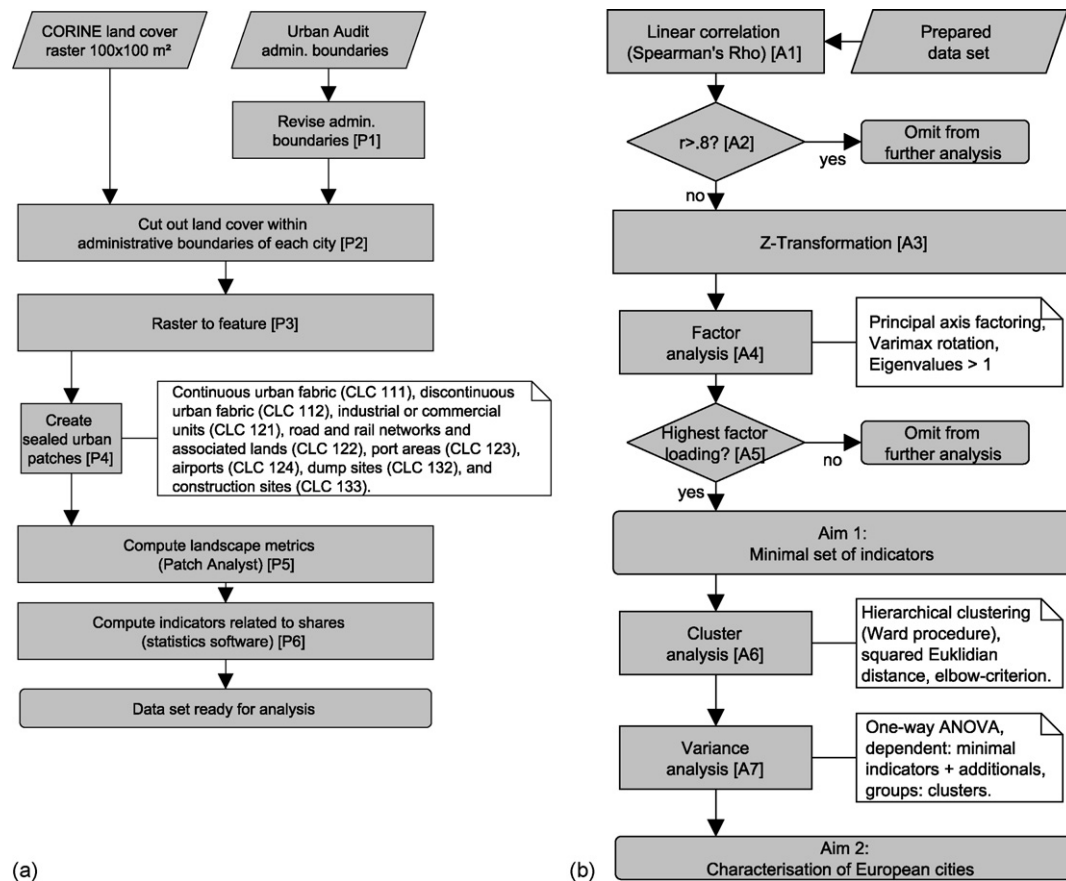 CORINE land cover
raster 100x100 m²
Urban Audit
admin. boundaries
Revise admin.
boundaries [P1]
Cut out land cover within
administrative boundaries of each city [P2]
Raster to feature [P3]
Create
sealed urban
patches [P4]
Continuous urban fabric (CLC 111), discontinuous
urban fabric (CLC 112), industrial or commercial
units (CLC 121), road and rail networks and
associated lands (CLC 122), port areas (CLC 123),
airports (CLC 124), dump sites (CLC 132), and
construction sites (CLC 133).
Compute landscape metrics
(Patch Analyst) [P5]
Compute indicators related to shares
(statistics software) [P6]
Data set ready for analysis
(a)
Linear correlation
(Spearman's Rho) [A1]
Prepared
data set
r>.8? [A2]
yes
Omit from
further analysis
no
Z-Transformation [A3]
Factor
analysis [A4]
Principal axis factoring,
Varimax rotation,
Eigenvalues > 1
Highest factor
loading? [A5]
no
Omit from
further analysis
yes
Aim 1:
Minimal set of indicators
Cluster
analysis [A6]
Hierarchical clustering
(Ward procedure),
squared Euklidian
distance, elbow-criterion.
Variance
analysis [A7]
One-way ANOVA,
dependent: minimal
indicators + additionals,
groups: clusters.
Aim 2:
Characterisation of European cities
(b)